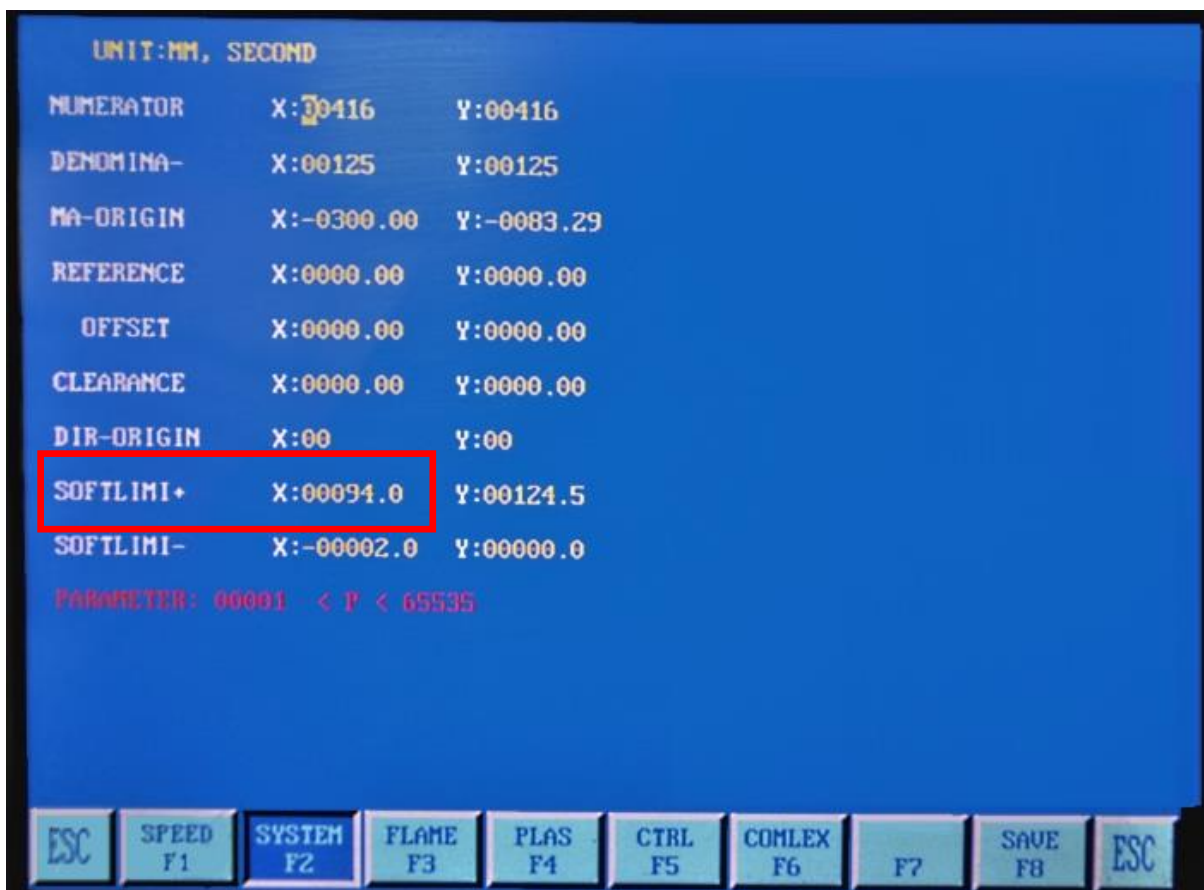 UNIT:MM, SECOND
NUMERATOR X:00416 Y:00416
DENOMINA- X:00125 Y:00125
MA-ORIGIN X:-0300.00 Y:-0083.29
REFERENCE X:0000.00 Y:0000.00
OFFSET X:0000.00 Y:0000.00
CLEARANCE X:0000.00 Y:0000.00
DIR-ORIGIN X:00 Y:00
SOFTLIMI+ X:00094.0 Y:00124.5
SOFTLIMI- X:-00002.0 Y:00000.0
PARAMETER: 00001 < P < 65535
ESC SPEED SYSTEM FLAME PLAS CTRL COMLEX SAVE ESC
F1 F2 F3 F4 F5 F6 F7 F8